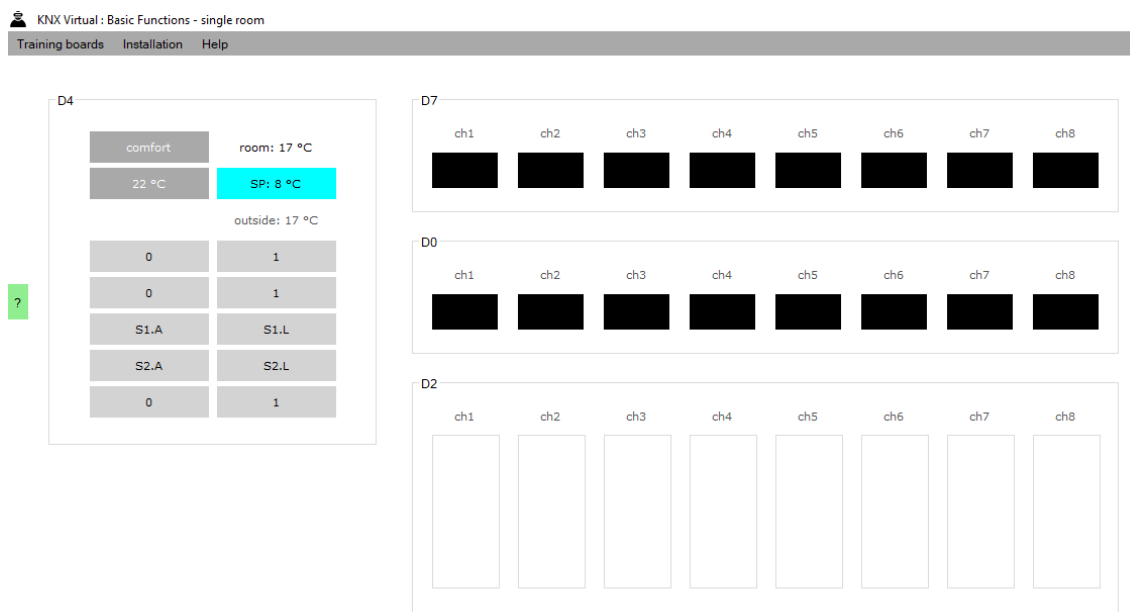 KNX Virtual : Basic Functions - single room
Training boards Installation Help
D4
comfort room: 17 °C
22 °C SP: 8 °C
outside: 17 °C
0 1
0 1
S1.A S1.L
S2.A S2.L
0 1
?
D7
ch1 ch2 ch3 ch4 ch5 ch6 ch7 ch8
D0
ch1 ch2 ch3 ch4 ch5 ch6 ch7 ch8
D2
ch1 ch2 ch3 ch4 ch5 ch6 ch7 ch8